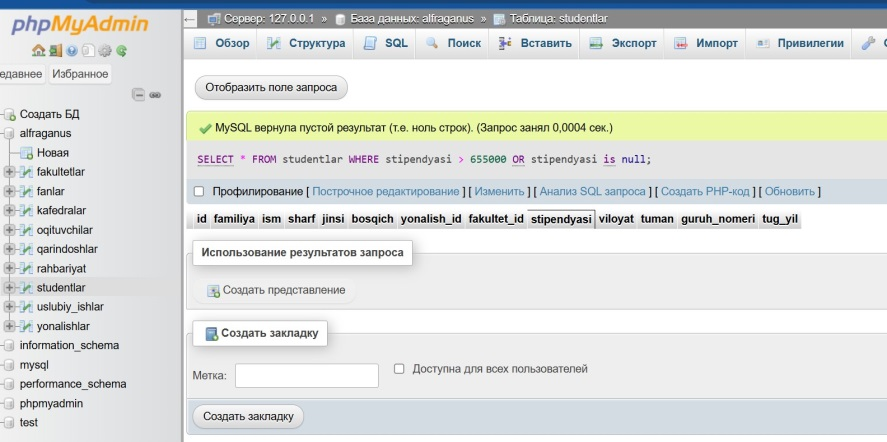 phpMyAdmin
едавнее Избранное
Создать БД
alfraganus
Новая
fakultetlar
fanlar
kafedralar
oqituvchilar
qarindoshlar
rahbariyat
studentlar
uslubiy_ishlar
yonalishlar
information_schema
mysql
performance_schema
phpmyadmin
test
Сервер: 127.0.0.1 » База данных: alfraganus » Таблица: studentlar
Обзор Структура SQL Поиск Вставить Экспорт Импорт Привилегии
Отобразить поле запроса
MySQL вернула пустой результат (т.е. ноль строк). (Запрос занял 0,0004 сек.)
SELECT * FROM studentlar WHERE stipendyasi > 655000 OR stipendyasi is null;
Профилирование [ Построчное редактирование ] [ Изменить ] [ Анализ SQL запроса ] [ Создать PHP-код ] [ Обновить ]
id familiya ism sharf jinsi bosqich yonalish_id fakultet_id stipendyasi viloyat tuman guruh_nomeri tug_yil
Использование результатов запроса
Создать представление
Создать закладку
Метка: Доступна для всех пользователей
Создать закладку